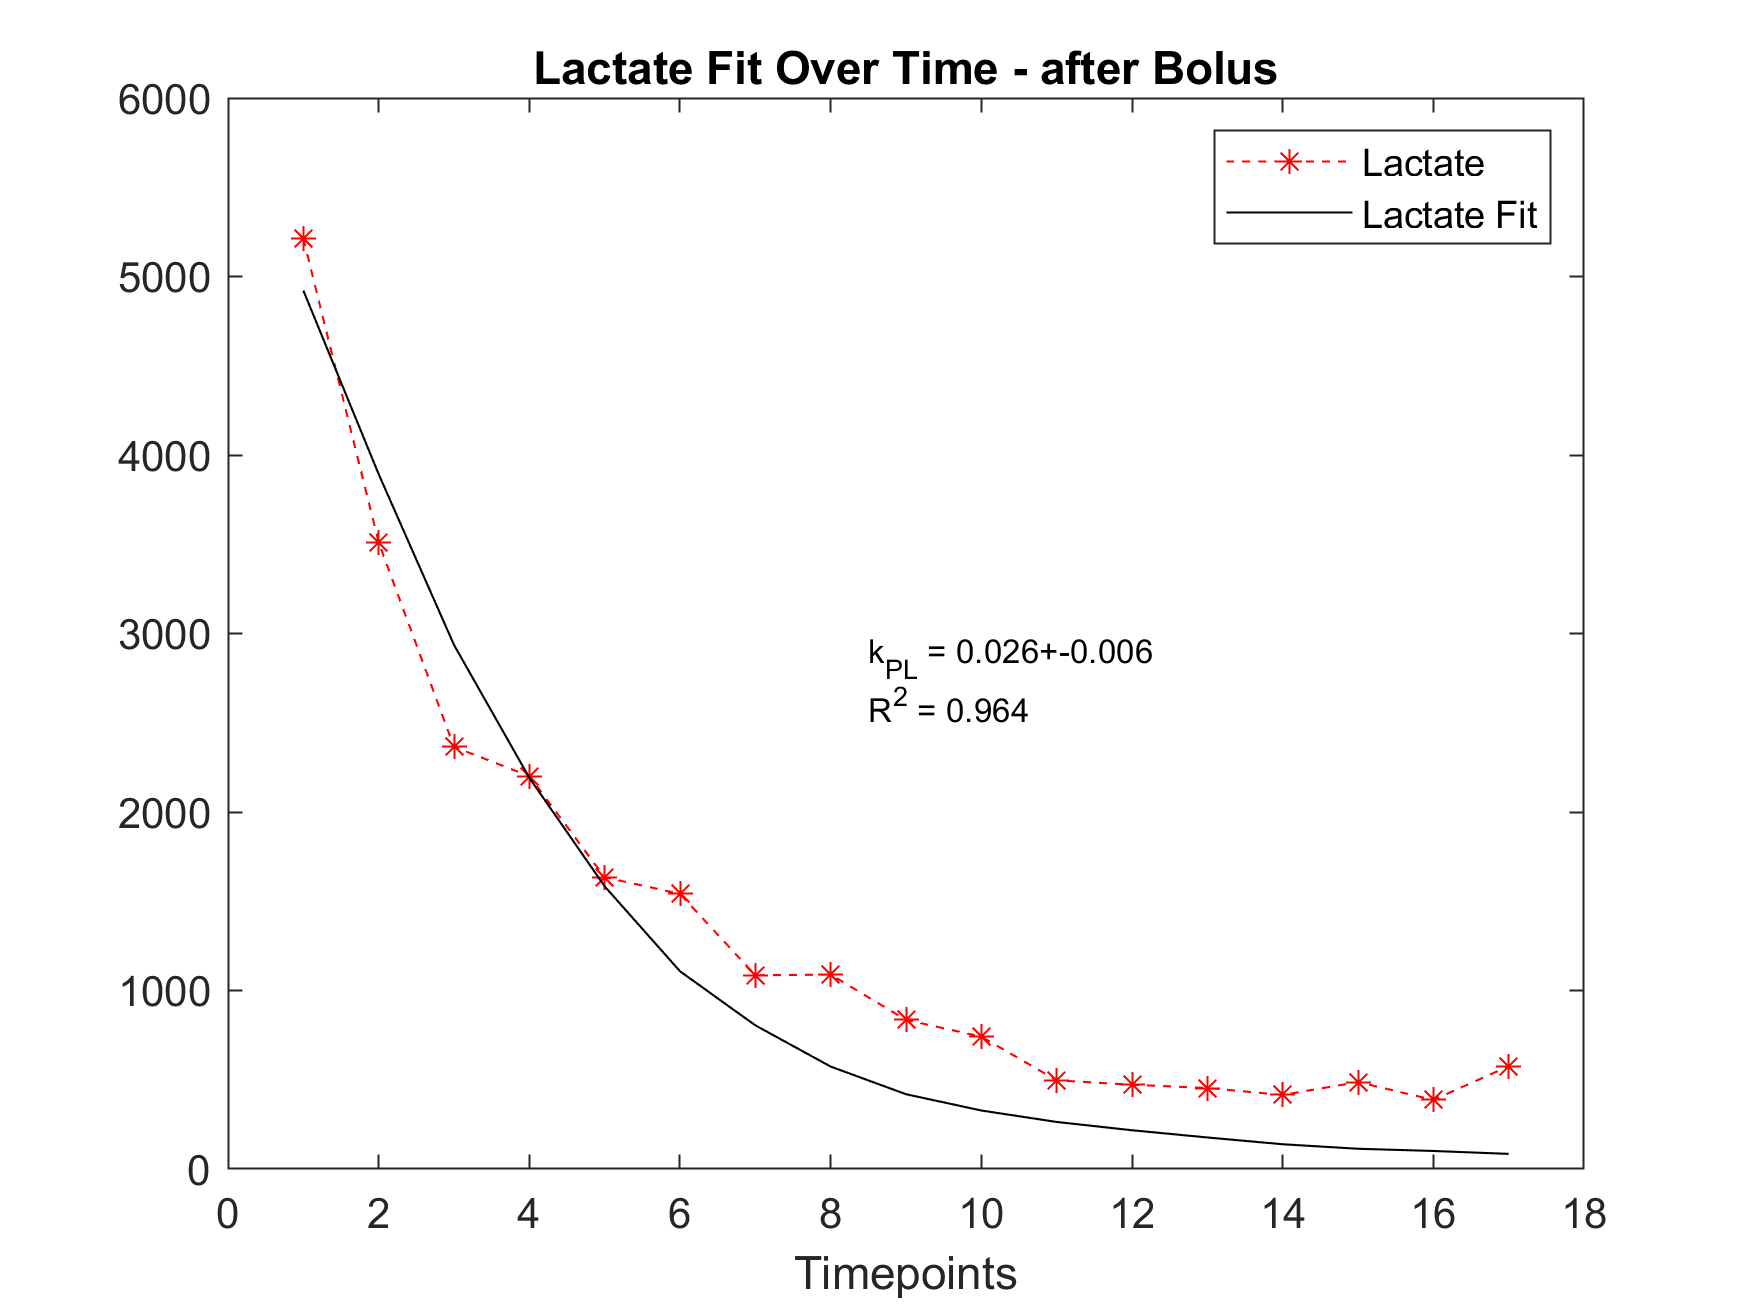 Lactate Fit Over Time - after Bolus
6000
5000
4000
3000
2000
1000
0
Lactate
Lactate Fit
k_PL = 0.026+-0.006
R^2 = 0.964
0 2 4 6 8 10 12 14 16 18
Timepoints